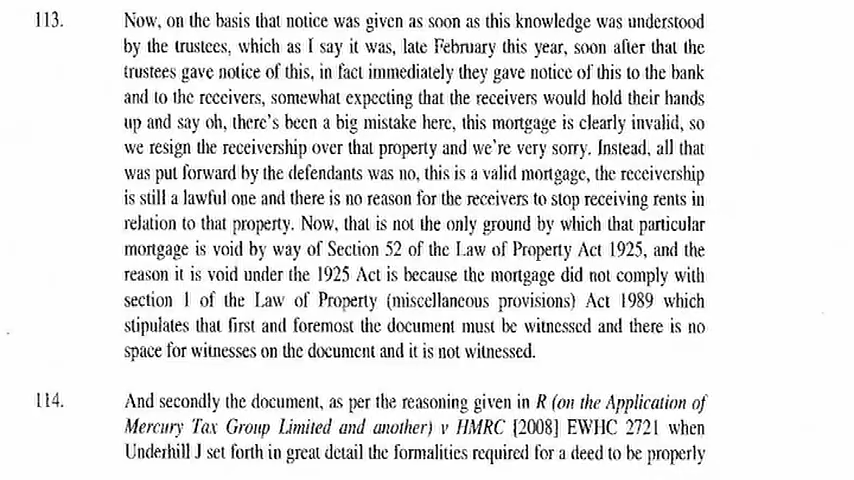 113. Now, on the basis that notice was given as soon as this knowledge was understood
by the trustees, which as I say it was, late February this year, soon after that the
trustees gave notice of this, in fact immediately they gave notice of this to the bank
and to the receivers, somewhat expecting that the receivers would hold their hands
up and say oh, there's been a big mistake here, this mortgage is clearly invalid, so
we resign the receivership over that property and we're very sorry. Instead, all that
was put forward by the defendants was no, this is a valid mortgage, the receivership
is still a lawful one and there is no reason for the receivers to stop receiving rents in
relation to that property. Now, that is not the only ground by which that particular
mortgage is void by way of Section 52 of the Law of Property Act 1925, and the
reason it is void under the 1925 Act is because the mortgage did not comply with
section 1 of the Law of Property (miscellaneous provisions) Act 1989 which
stipulates that first and foremost the document must be witnessed and there is no
space for witnesses on the document and it is not witnessed.
114. And secondly the document, as per the reasoning given in R (on the Application of
Mercury Tax Group Limited and another) v HMRC [2008] EWHC 2721 when
Underhill J set forth in great detail the formalities required for a deed to be properly